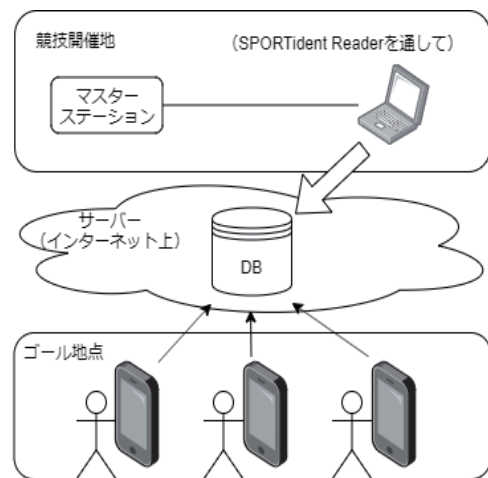 競技開催地
(SPORTident Readerを通して)
マスター
ステーション
サーバー
(インターネット上)
DB
ゴール地点